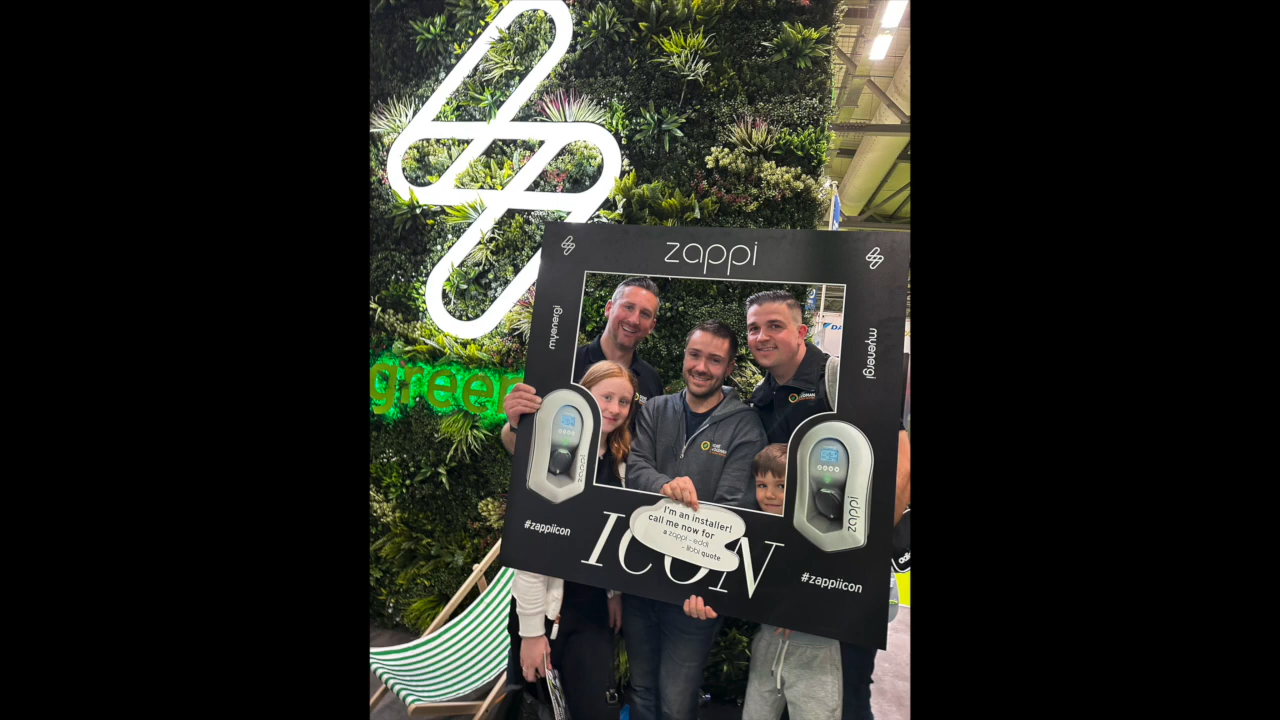 zappi
myenergi
myenergi
green
zappi
zappi
#zappiicon
I'm an installer!
call me now for
a zappi - eddi
- libbi quote
ICON
#zappiicon